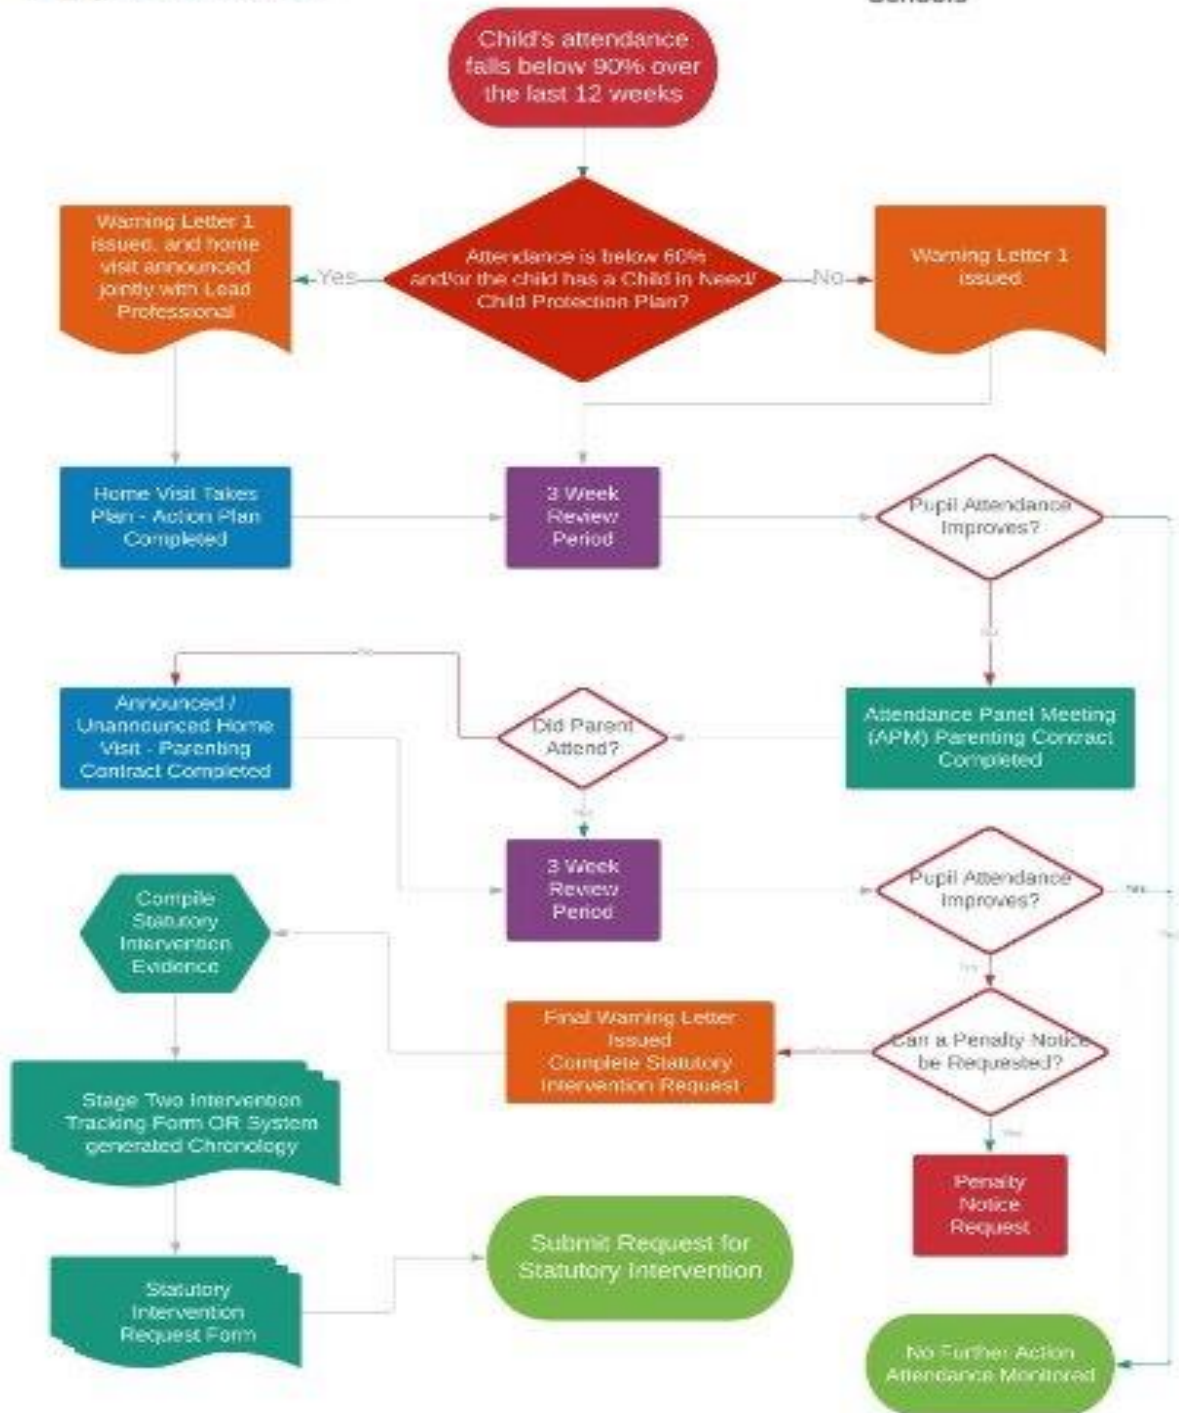 Schools
Child's attendance
falls below 90% over
the last 12 weeks
Warning Letter 1
issued, and home
visit announced
jointly with Lead
Professional
Yes
Attendance is below 60%
and/or the child has a Child in Need/
Child Protection Plan?
No
Warning Letter 1
issued
Home Visit Takes
Plan - Action Plan
Completed
3 Week
Review
Period
Pupil Attendance
Improves?
No
Announced /
Unannounced Home
Visit - Parenting
Contract Completed
Did Parent
Attend?
Attendance Panel Meeting
(APM) Parenting Contract
Completed
Yes
3 Week
Review
Period
Pupil Attendance
Improves?
Yes
Compile
Statutory
Intervention
Evidence
Final Warning Letter
Issued
Complete Statutory
Intervention Request
Can a Penalty Notice
be Requested?
Yes
Stage Two Intervention
Tracking Form OR System
generated Chronology
Penalty
Notice
Request
Submit Request for
Statutory Intervention
Statutory
Intervention
Request Form
No Further Action
Attendance Monitored